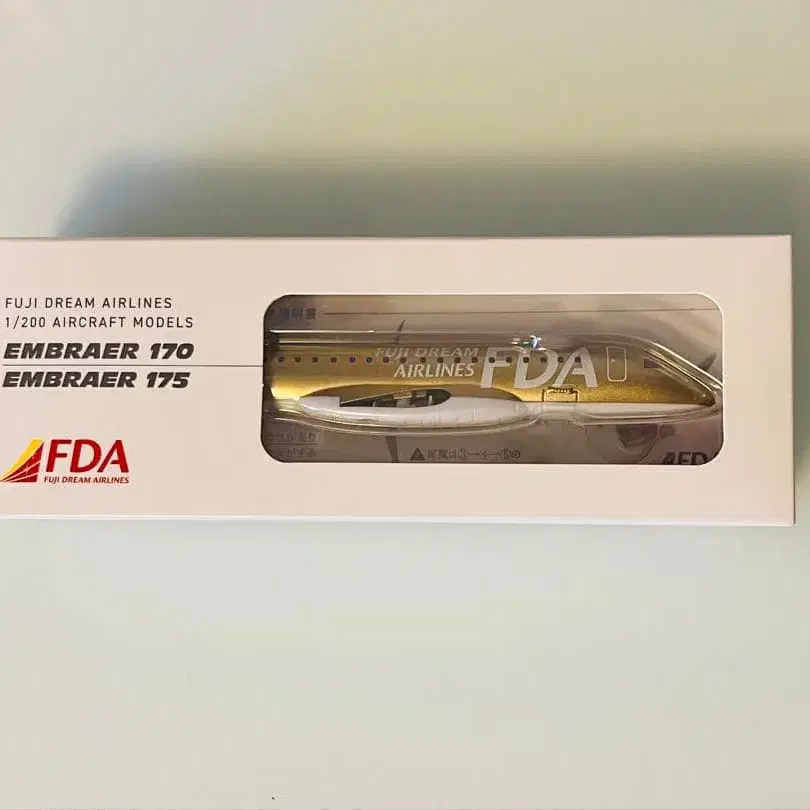 FUJI DREAM AIRLINES
1/200 AIRCRAFT MODELS
EMBRAER 170
EMBRAER 175
FDA
FUJI DREAM AIRLINES
FUJI DREAM
AIRLINES
FDA